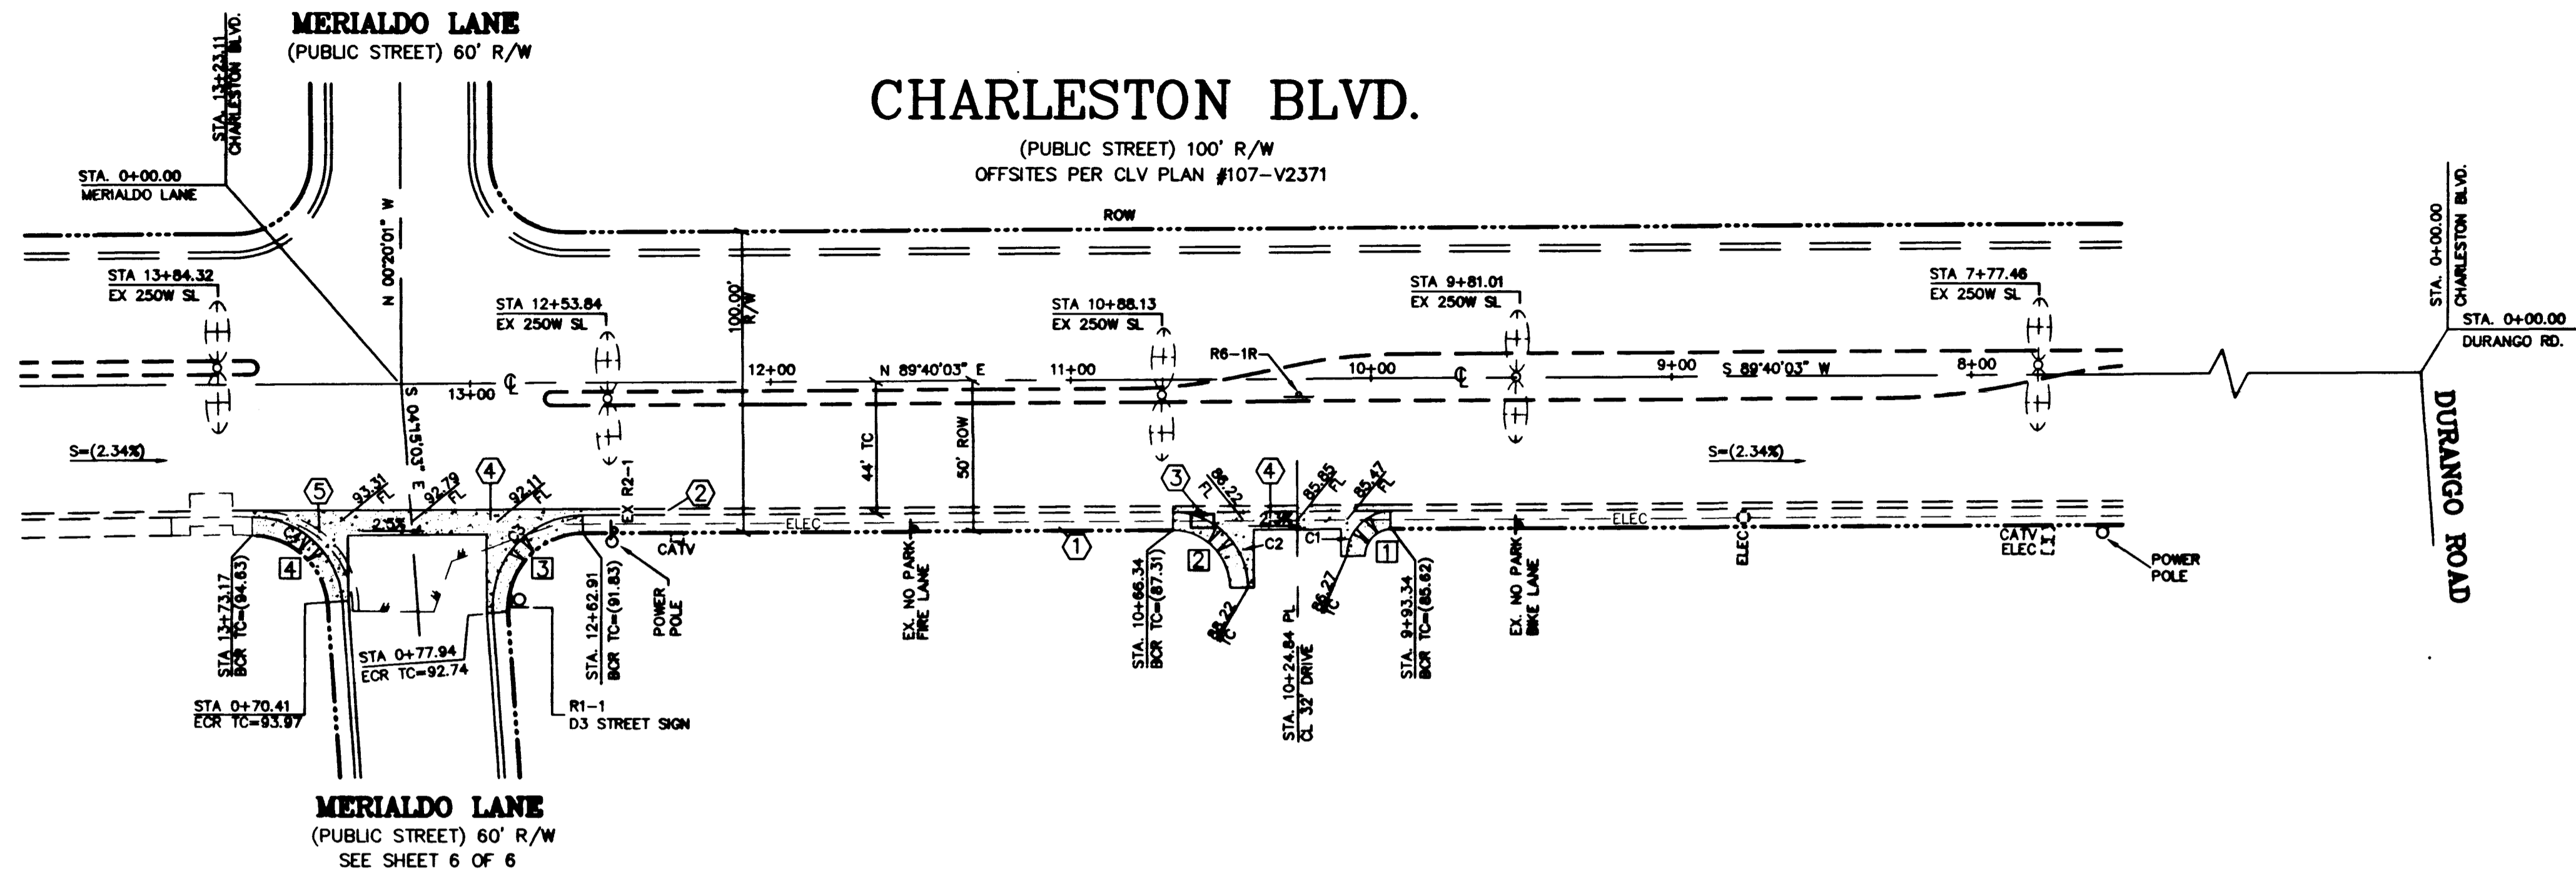 MERIALDO LANE
(PUBLIC STREET) 60' R/W
STA. 13+23.11
CHARLESTON BLVD.
STA. 0+00.00
MERIALDO LANE
CHARLESTON BLVD.
(PUBLIC STREET) 100' R/W
OFFSITES PER CLV PLAN #107-V2371
ROW
N 00°20'10" W
STA 13+84.32
EX 250W SL
STA 12+53.84
EX 250W SL
100.00'
R/W
STA 10+88.13
EX 250W SL
STA 9+81.01
EX 250W SL
STA 7+77.46
EX 250W SL
STA. 0+00.00
CHARLESTON BLVD.
STA. 0+00.00
DURANGO RD.
R6-1R
13+00
12+00
N 89°40'03" E
11+00
10+00
9+00
S 89°40'03" W
8+00
S 04°15'03" E
44' TC
50' ROW
S=(2.34%)
S=(2.34%)
DURANGO ROAD
5
93.31
FL
92.79
FL
4
92.11
FL
EX R2-1
2
3
86.22
FL
4
85.85
FL
85.47
FL
2.5%
ELEC
ELEC
CATV
1
C3
C2
C1
4
3
2
1
ELEC
CATV
ELEC
POWER
POLE
STA 13+73.17
BCR TC=(94.63)
STA. 12+62.91
BCR TC=(91.83)
POWER
POLE
EX. NO PARK
FIRE LANE
STA. 10+66.34
BCR TC=(87.31)
TC
86.27
TC
STA. 10+24.84 PL
CL 32' DRIVE
STA. 9+93.34
BCR TC=(85.62)
EX. NO PARK
BIKE LANE
STA 0+77.94
ECR TC=92.74
STA 0+70.41
ECR TC=93.97
R1-1
D3 STREET SIGN
MERIALDO LANE
(PUBLIC STREET) 60' R/W
SEE SHEET 6 OF 6